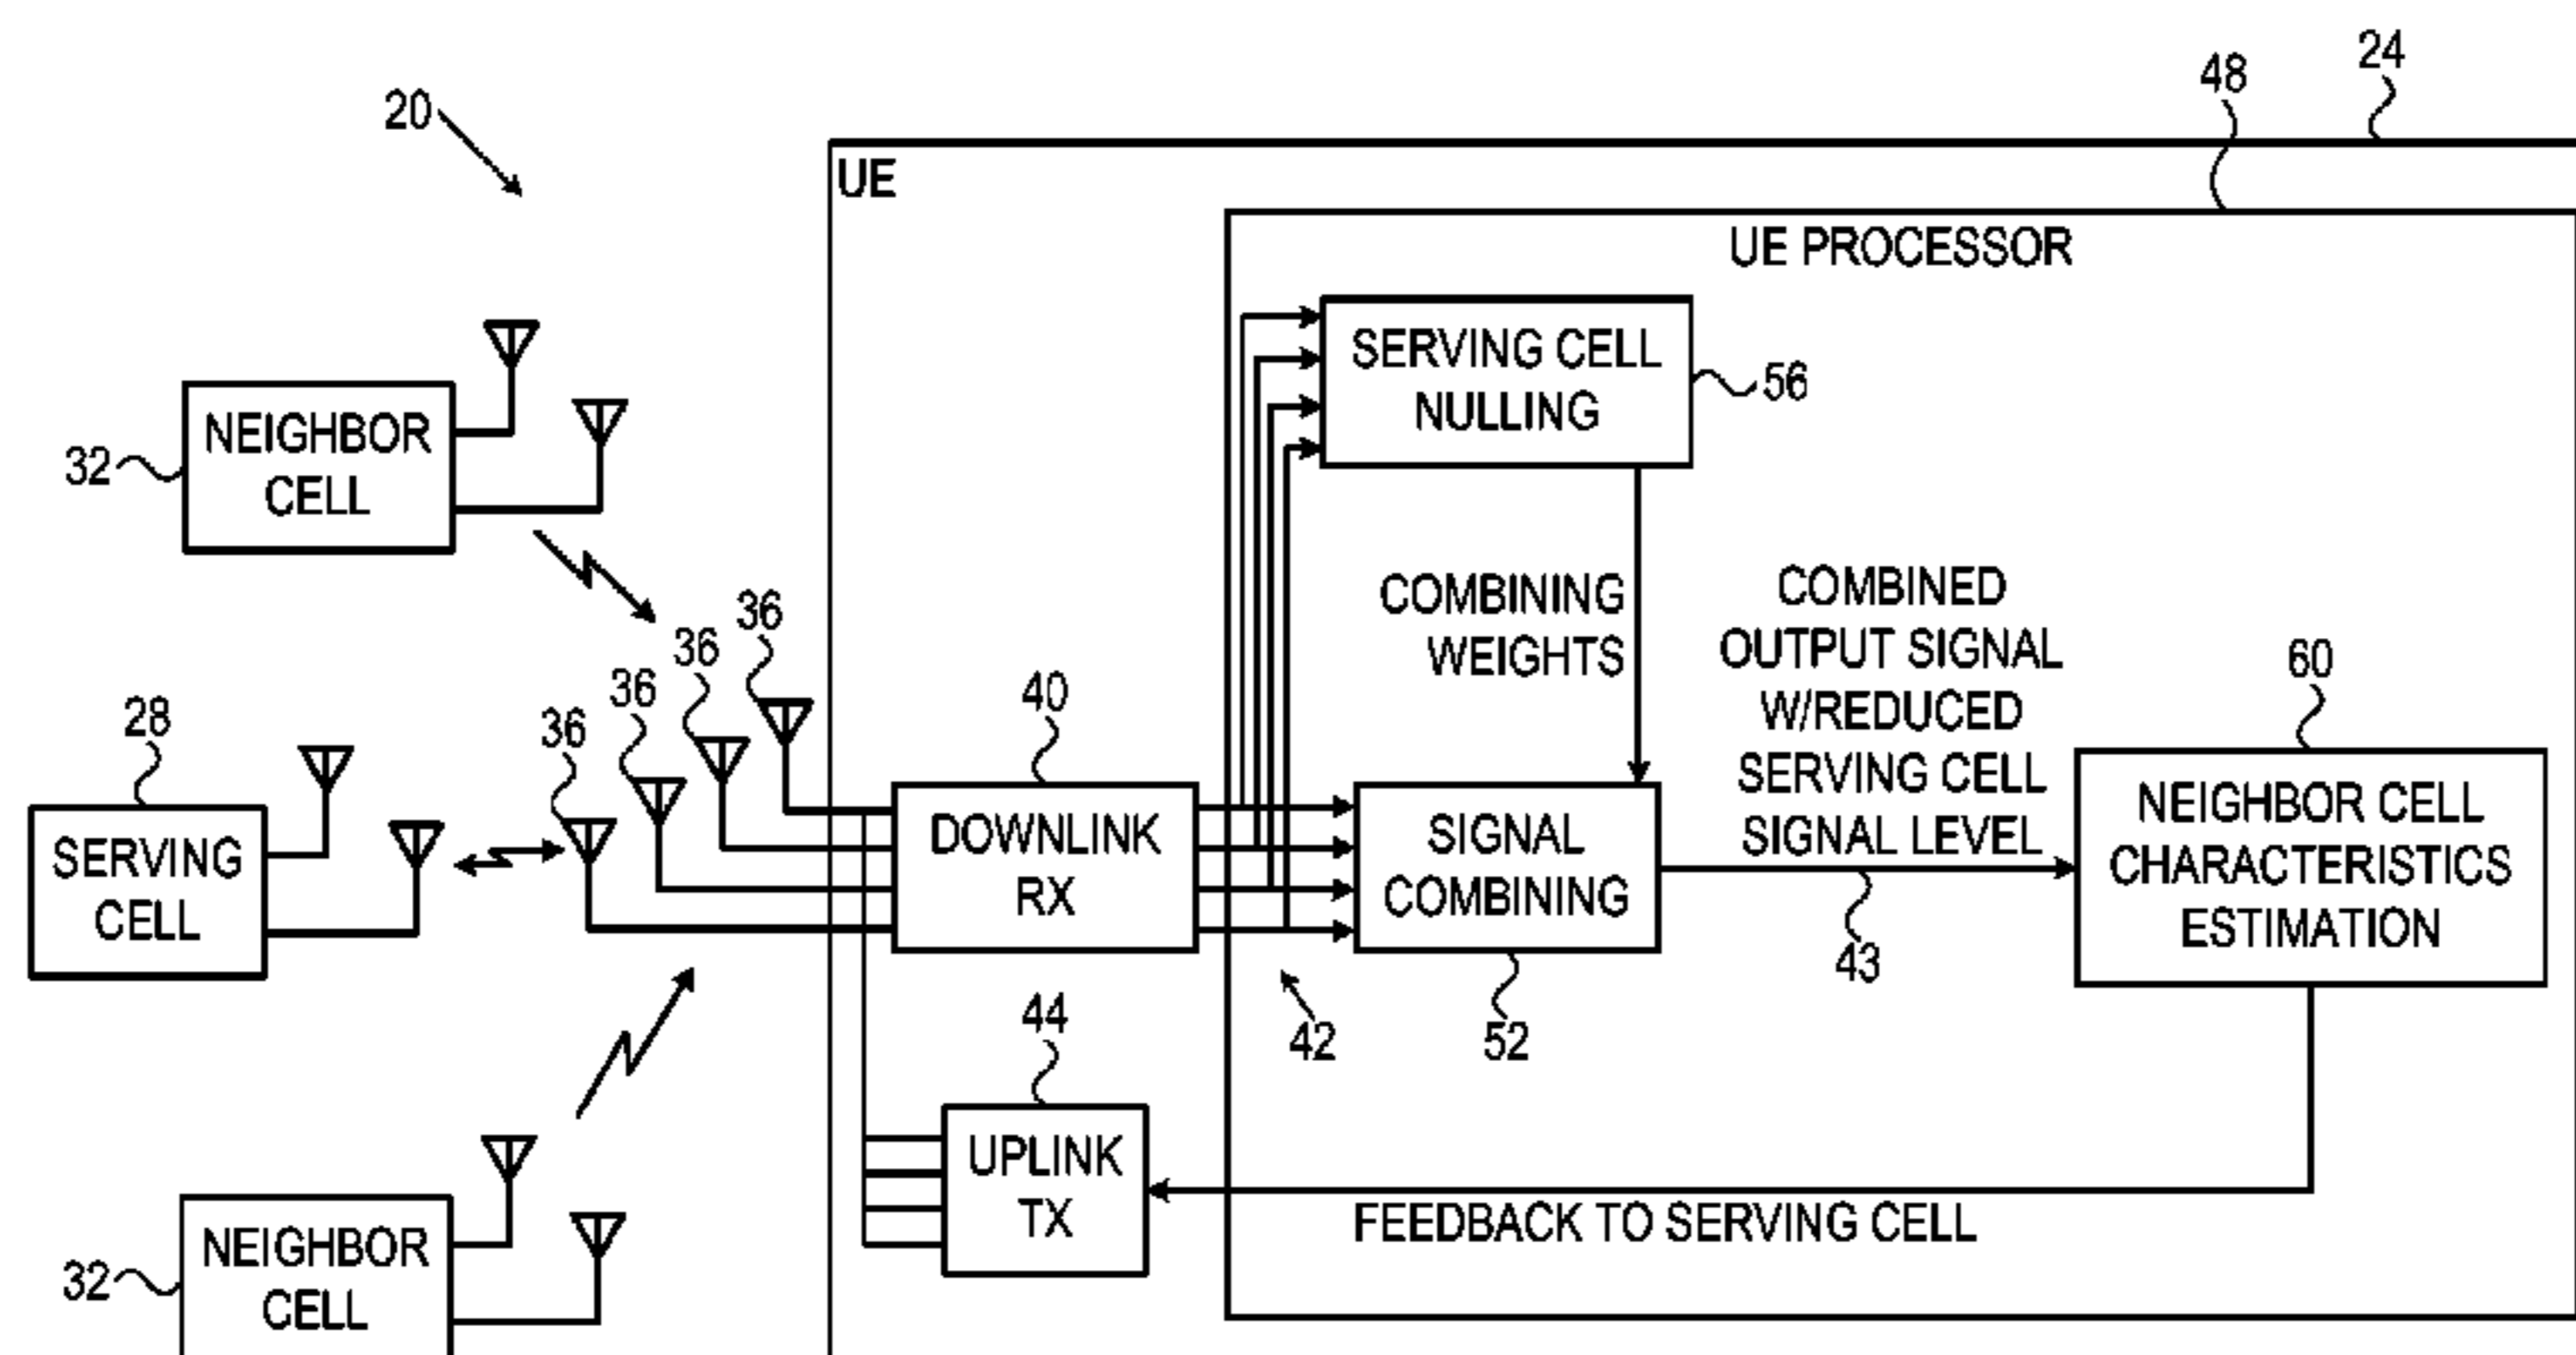 20
24
48
UE
UE PROCESSOR
NEIGHBOR
CELL
32
SERVING CELL
NULLING
56
COMBINING
WEIGHTS
COMBINED
OUTPUT SIGNAL
W/REDUCED
SERVING CELL
SIGNAL LEVEL
36
36
36
36
28
SERVING
CELL
40
DOWNLINK
RX
SIGNAL
COMBINING
60
NEIGHBOR CELL
CHARACTERISTICS
ESTIMATION
43
42
52
44
UPLINK
TX
FEEDBACK TO SERVING CELL
NEIGHBOR
CELL
32